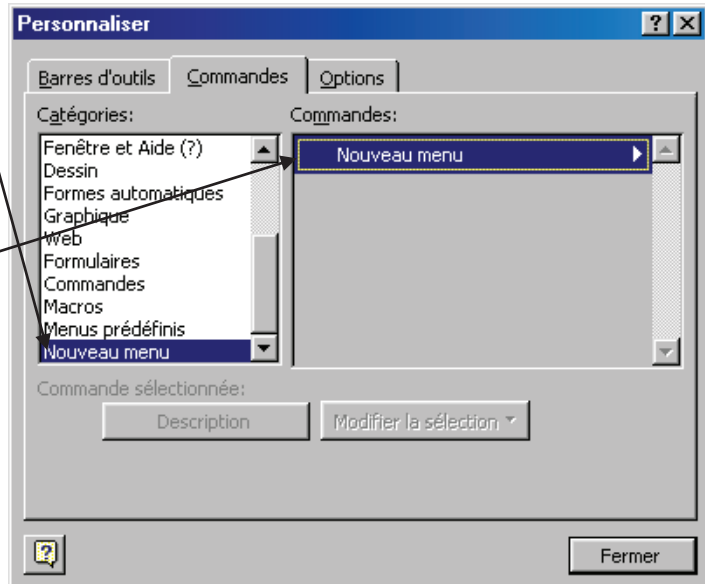 Personnaliser
Barres d'outils Commandes Options
Catégories: Commandes:
Fenêtre et Aide (?)
Dessin
Formes automatiques
Graphique
Web
Formulaires
Commandes
Macros
Menus prédéfinis
Nouveau menu
Nouveau menu
Commande sélectionnée:
Description Modifier la sélection
Fermer